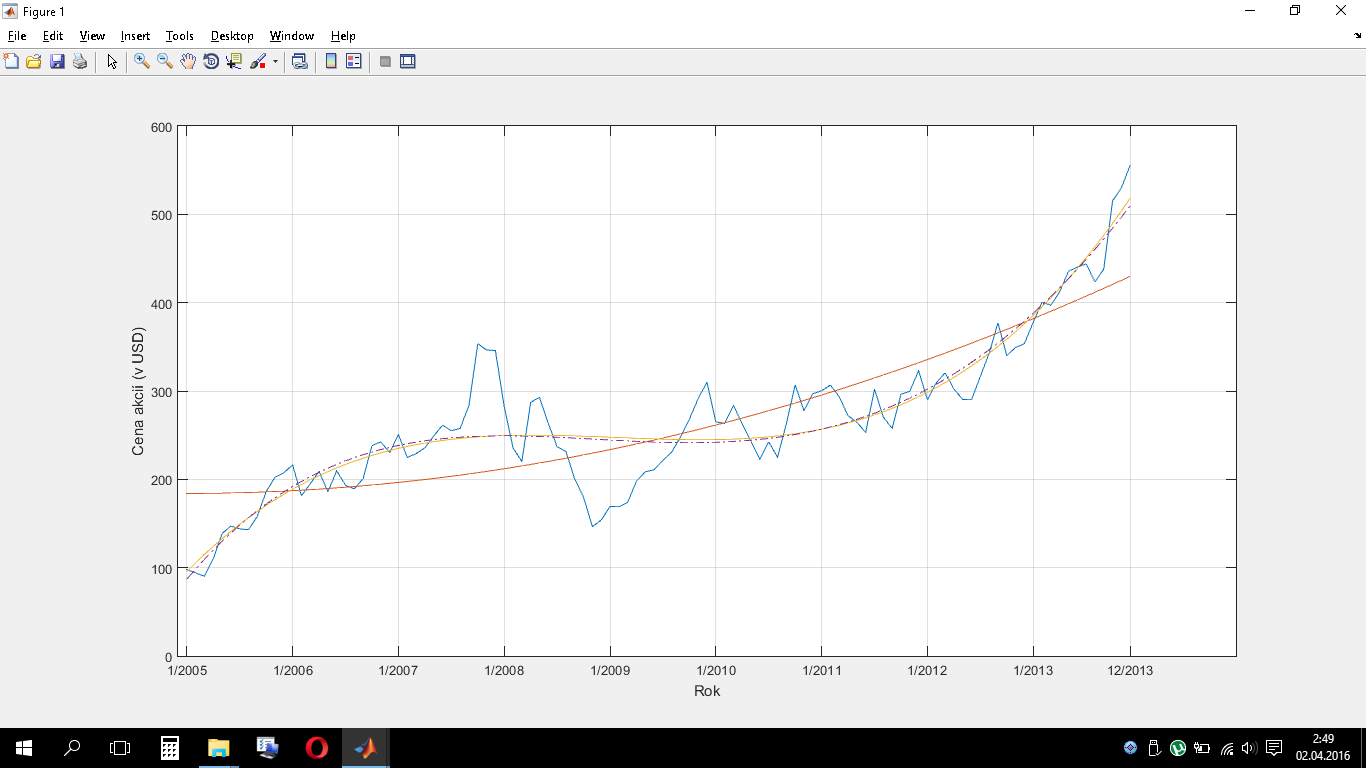 Figure 1
File Edit View Insert Tools Desktop Window Help
600
500
400
300
200
100
0
Cena akcii (v USD)
1/2005 1/2006 1/2007 1/2008 1/2009 1/2010 1/2011 1/2012 1/2013 12/2013
Rok
2:49
02.04.2016